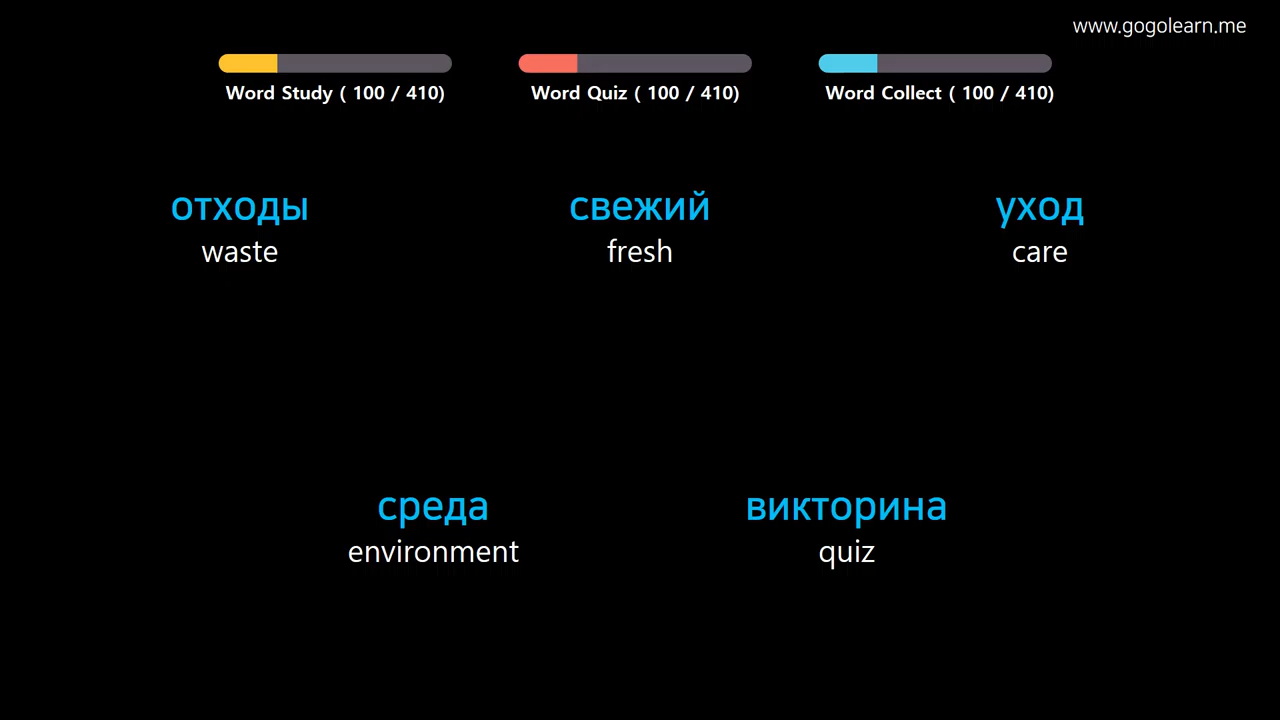 www.gogolearn.me
Word Study ( 100 / 410)
Word Quiz ( 100 / 410)
Word Collect ( 100 / 410)
отходы
waste
свежий
fresh
уход
care
среда
environment
викторина
quiz